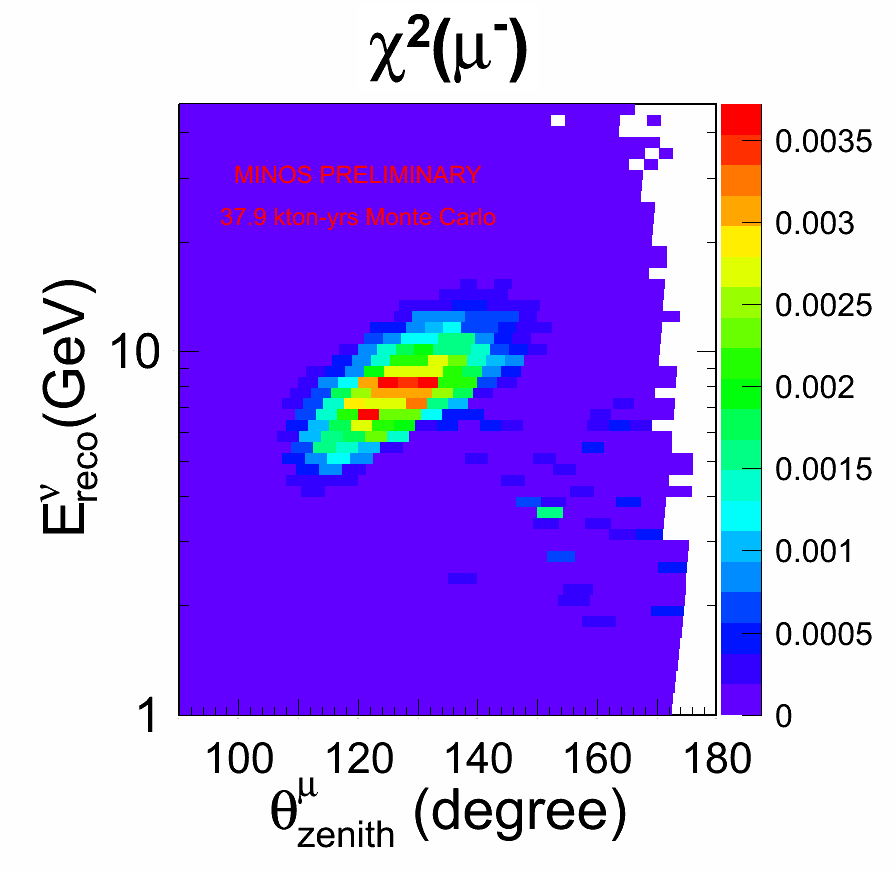 χ²(μ⁻)
MINOS PRELIMINARY
37.9 kton-yrs Monte Carlo
E^ν_reco (GeV)
10
1
100 120 140 160 180
θ^μ_zenith (degree)
0.0035
0.003
0.0025
0.002
0.0015
0.001
0.0005
0